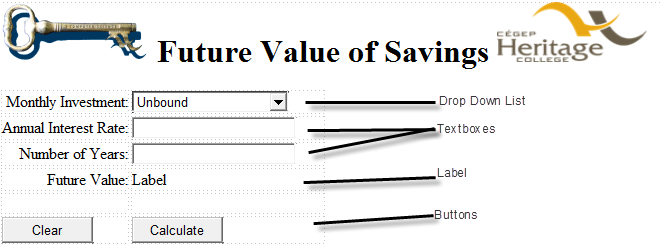 CÉGEP
Heritage
COLLEGE
Future Value of Savings
Monthly Investment: Unbound Drop Down List
Annual Interest Rate: Textboxes
Number of Years:
Future Value: Label Label
Clear Calculate Buttons